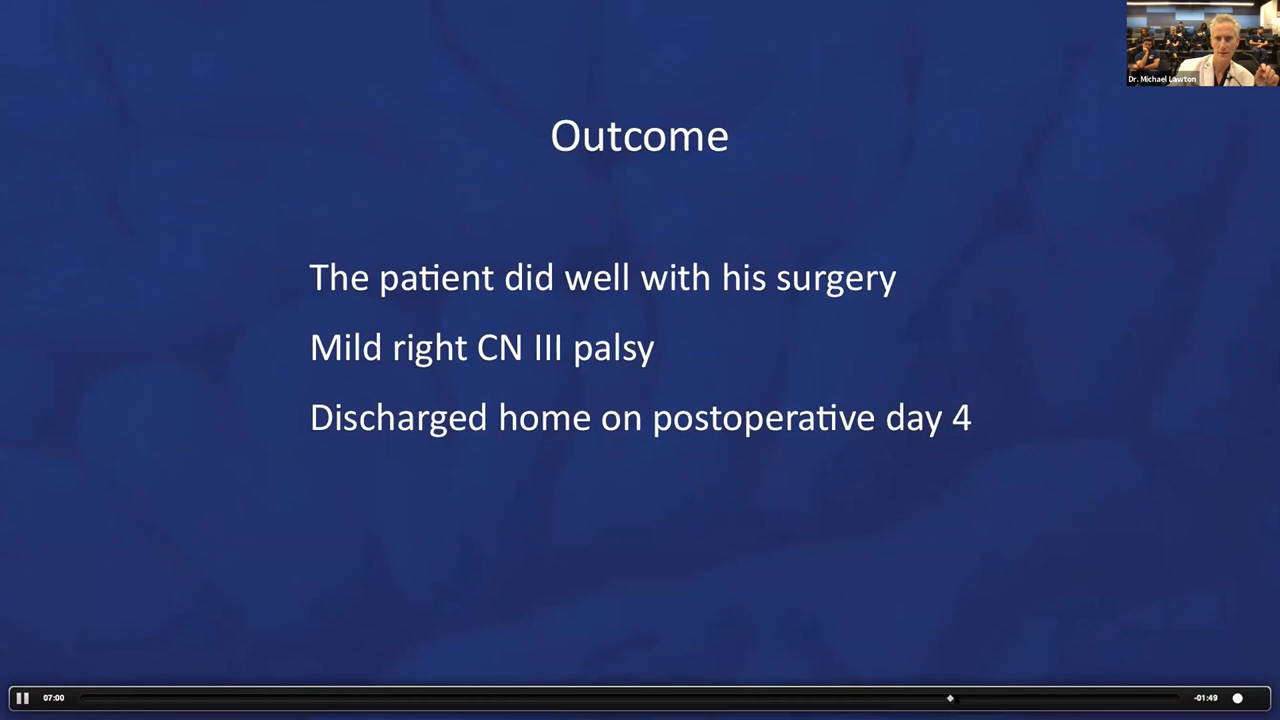 Dr. Michael Lawton
Outcome
The patient did well with his surgery
Mild right CN III palsy
Discharged home on postoperative day 4
07:00
-01:49